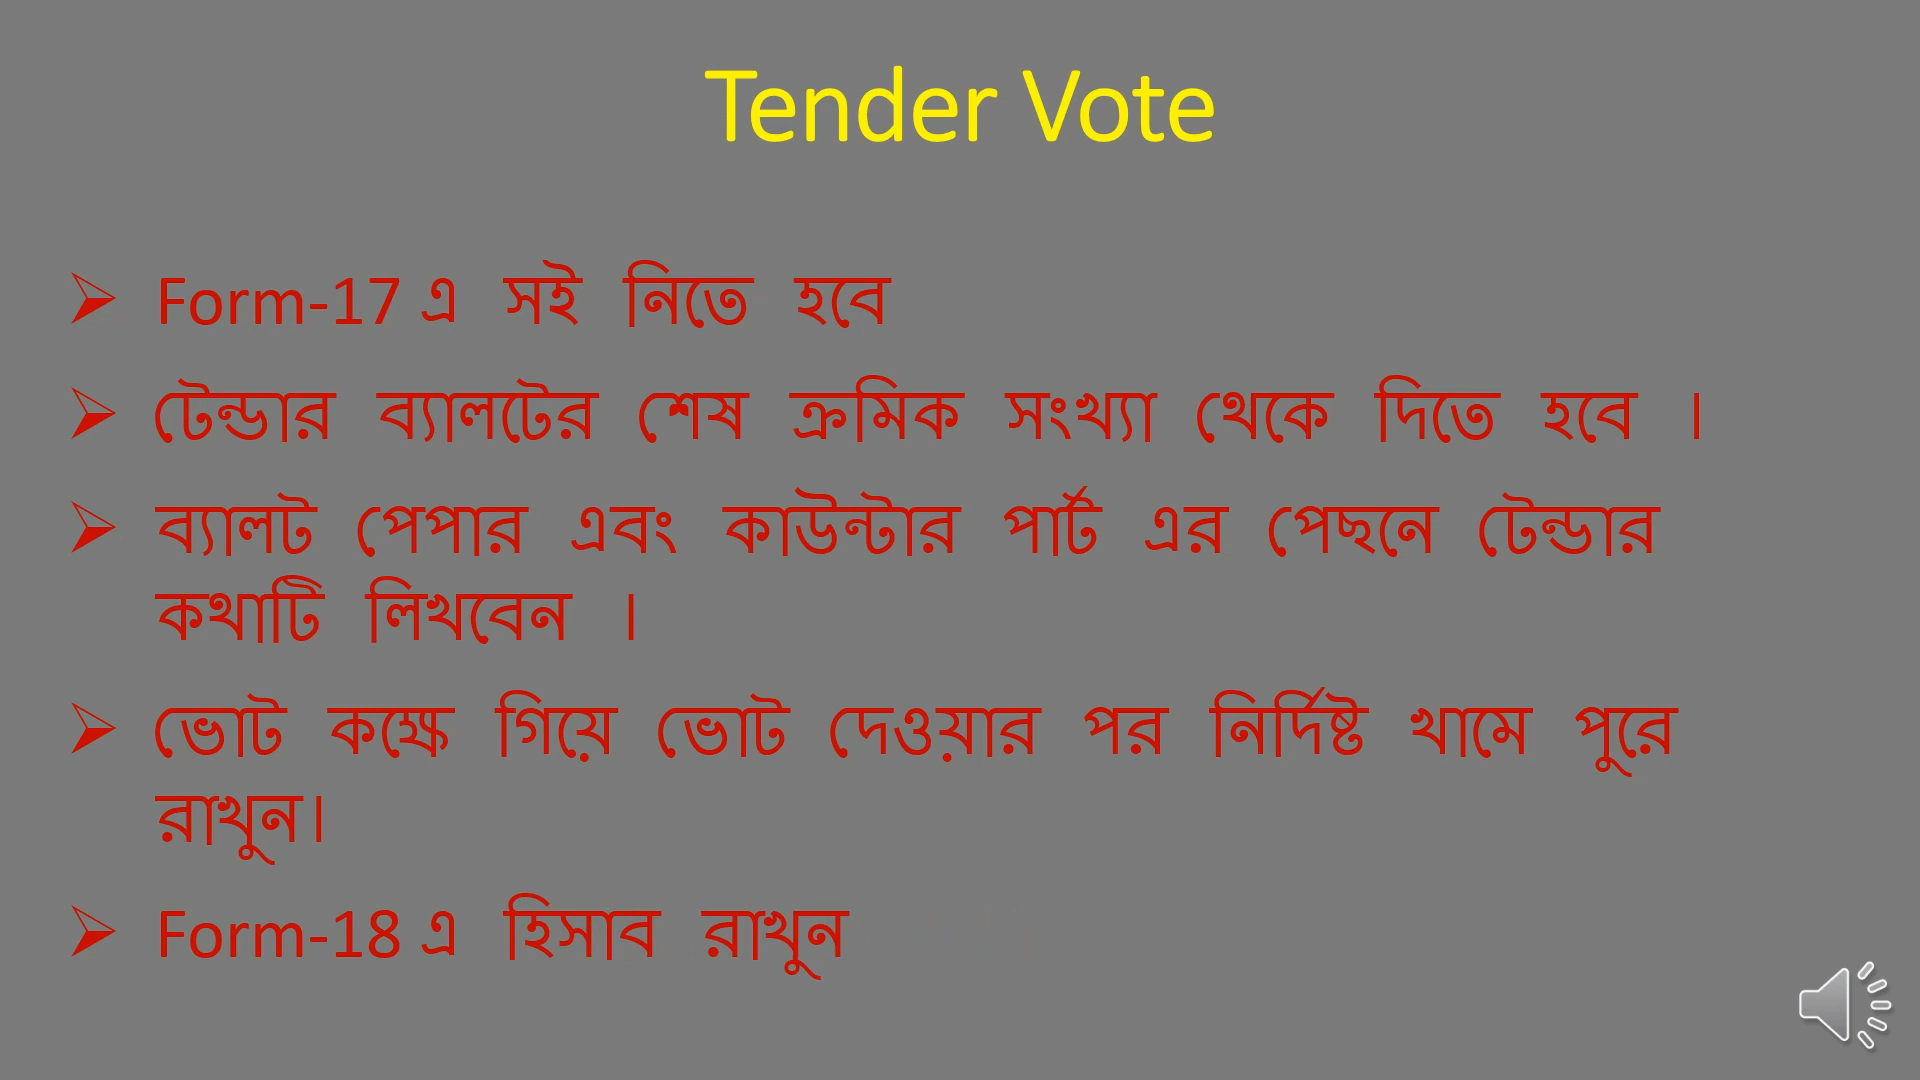 Tender Vote
Form-17 এ সই নিতে হবে
টেন্ডার ব্যালটের শেষ ক্রমিক সংখ্যা থেকে দিতে হবে ।
ব্যালট পেপার এবং কাউন্টার পার্ট এর পেছনে টেন্ডার
কথাটি লিখবেন ।
ভোট কক্ষে গিয়ে ভোট দেওয়ার পর নির্দিষ্ট খামে পুরে
রাখুন।
Form-18 এ হিসাব রাখুন